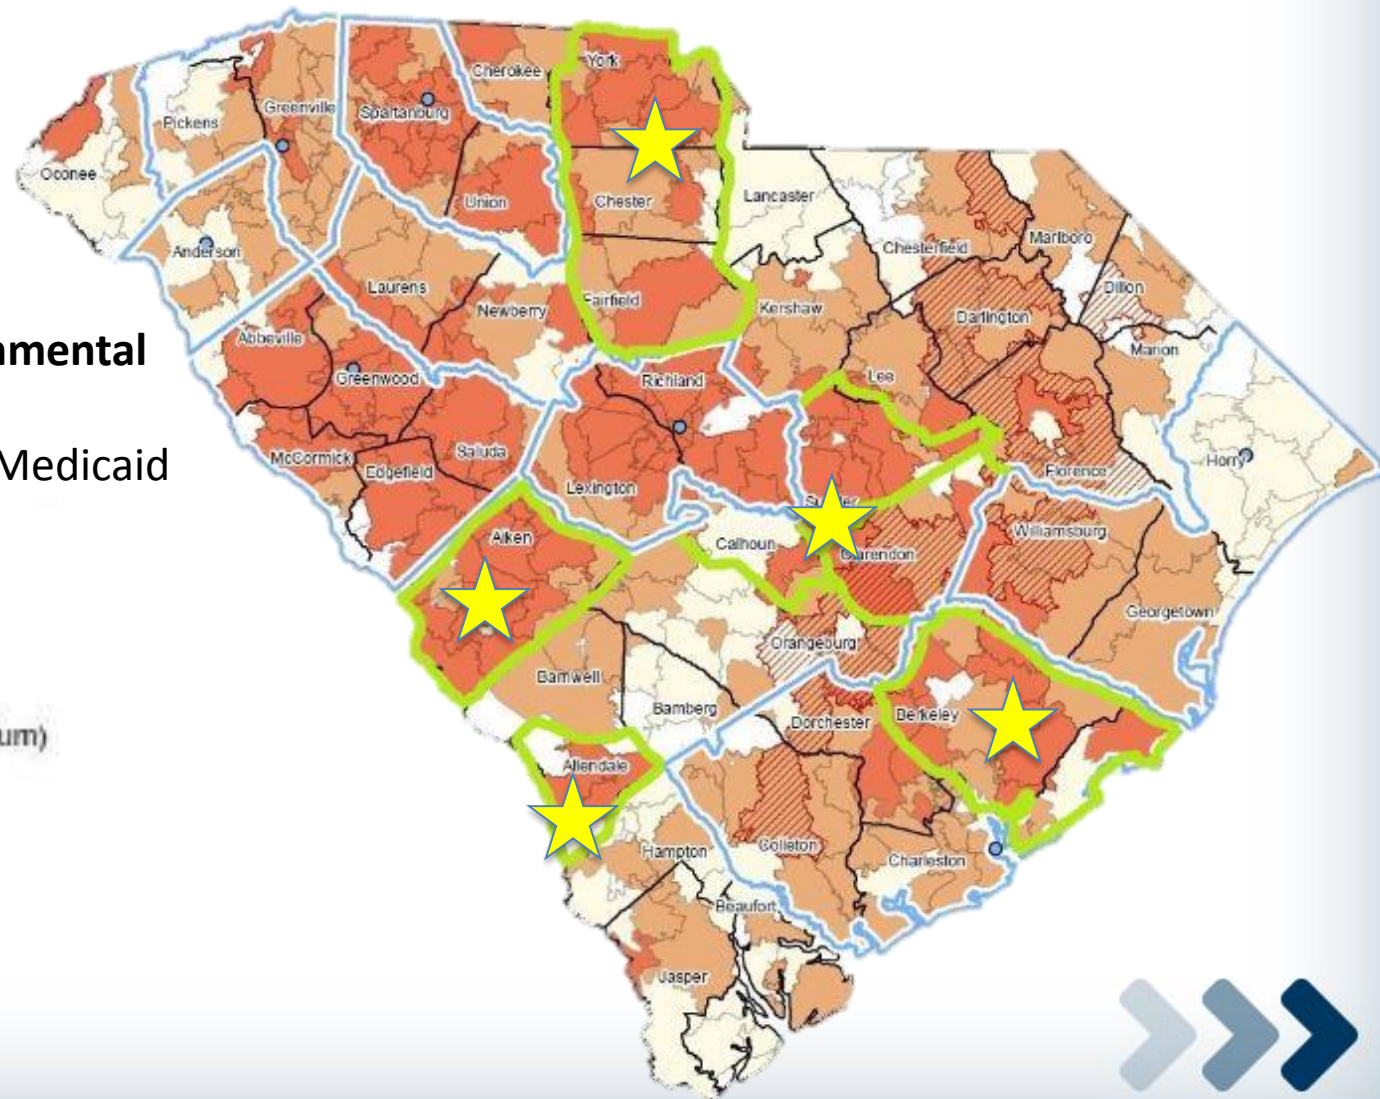 York
Cherokee
Greenville
Spartanburg
Pickens
Oconee
Union
Chester
Lancaster
Anderson
Chesterfield
Marlboro
Laurens
Newberry
Fairfield
Kershaw
Dillon
Darlington
Abbeville
Marion
namental
Greenwood
Richland
Lee
Medicaid
McCormick
Edgefield
Saluda
Lexington
Florence
Horry
Aiken
Calhoun
Clarendon
Williamsburg
Georgetown
Orangeburg
Barnwell
Bamberg
Dorchester
Berkeley
um)
Allendale
Hampton
Colleton
Charleston
Beaufort
Jasper